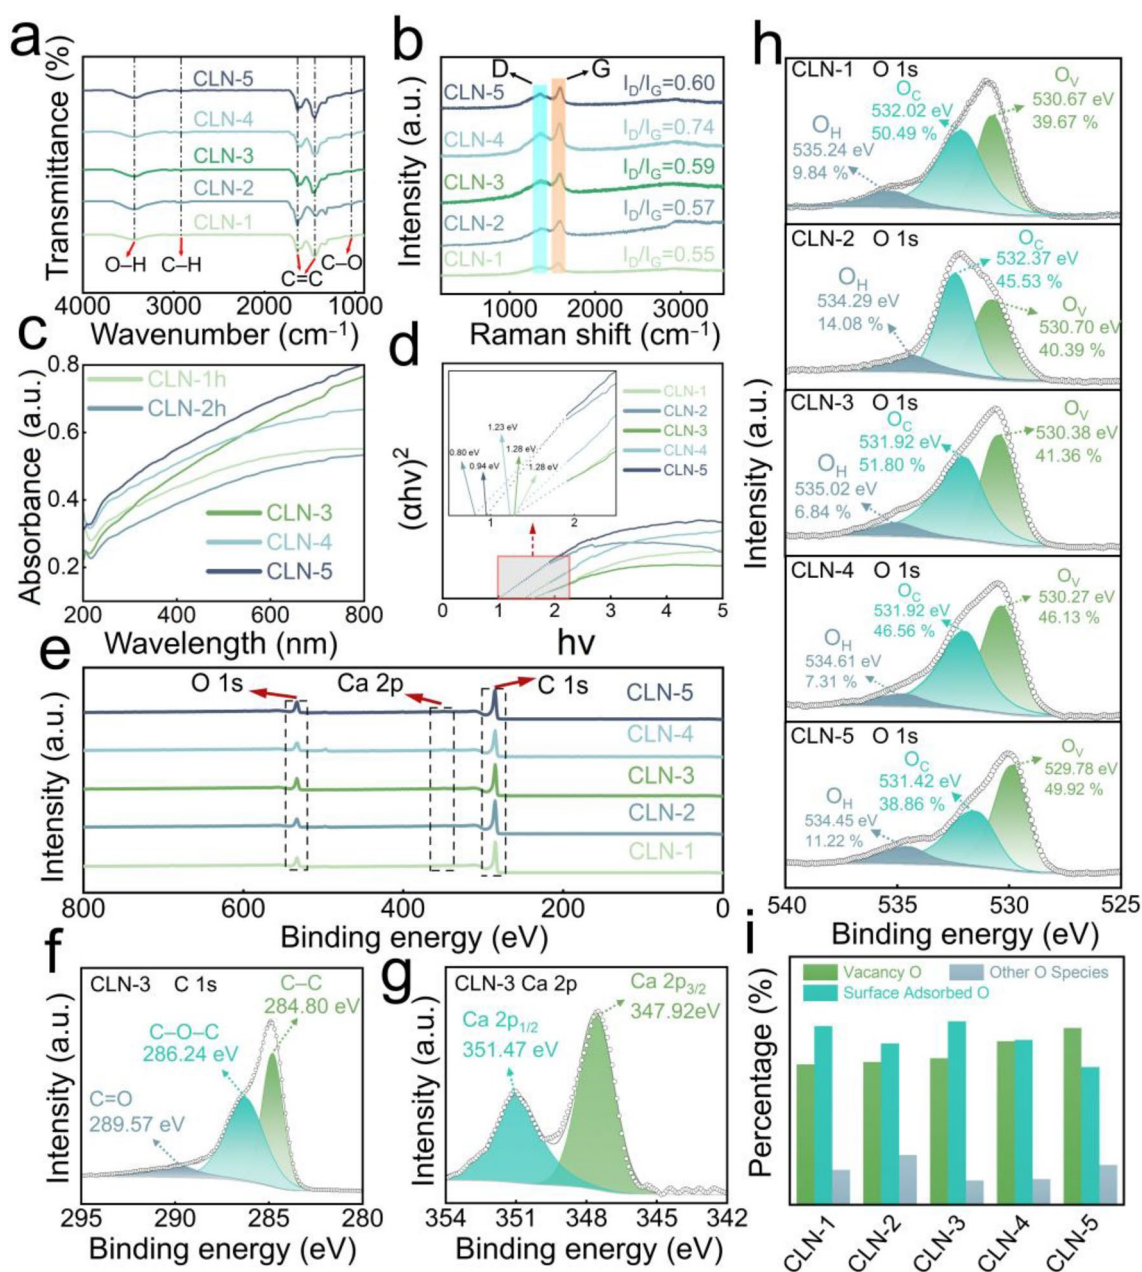 a
Transmittance (%)
CLN-5
CLN-4
CLN-3
CLN-2
CLN-1
O–H
C–H
C=C
C–O
4000 3000 2000 1000
Wavenumber (cm⁻¹)
b
Intensity (a.u.)
D
G
CLN-5 I_D/I_G=0.60
CLN-4 I_D/I_G=0.74
CLN-3 I_D/I_G=0.59
CLN-2 I_D/I_G=0.57
CLN-1 I_D/I_G=0.55
1000 2000 3000
Raman shift (cm⁻¹)
c
Absorbance (a.u.)
0.8
0.6
0.4
0.2
CLN-1h
CLN-2h
CLN-3
CLN-4
CLN-5
200 400 600 800
Wavelength (nm)
d
(αhν)²
0.80 eV
0.94 eV
1.23 eV
1.28 eV
1.28 eV
1 2
CLN-1
CLN-2
CLN-3
CLN-4
CLN-5
0 1 2 3 4 5
hν
e
Intensity (a.u.)
O 1s
Ca 2p
C 1s
CLN-5
CLN-4
CLN-3
CLN-2
CLN-1
800 600 400 200 0
Binding energy (eV)
f
Intensity (a.u.)
CLN-3 C 1s
C–C
284.80 eV
C–O–C
286.24 eV
C=O
289.57 eV
295 290 285 280
Binding energy (eV)
g
Intensity (a.u.)
CLN-3 Ca 2p
Ca 2p₃/₂
347.92eV
Ca 2p₁/₂
351.47 eV
354 351 348 345 342
Binding energy (eV)
h
Intensity (a.u.)
CLN-1 O 1s
O_V
530.67 eV
39.67 %
O_C
532.02 eV
50.49 %
O_H
535.24 eV
9.84 %
CLN-2 O 1s
O_C
532.37 eV
45.53 %
O_H
534.29 eV
14.08 %
O_V
530.70 eV
40.39 %
CLN-3 O 1s
O_C
531.92 eV
51.80 %
O_V
530.38 eV
41.36 %
O_H
535.02 eV
6.84 %
CLN-4 O 1s
O_C
531.92 eV
46.56 %
O_V
530.27 eV
46.13 %
O_H
534.61 eV
7.31 %
CLN-5 O 1s
O_C
531.42 eV
38.86 %
O_V
529.78 eV
49.92 %
O_H
534.45 eV
11.22 %
540 535 530 525
Binding energy (eV)
i
Percentage (%)
Vacancy O
Other O Species
Surface Adsorbed O
CLN-1
CLN-2
CLN-3
CLN-4
CLN-5